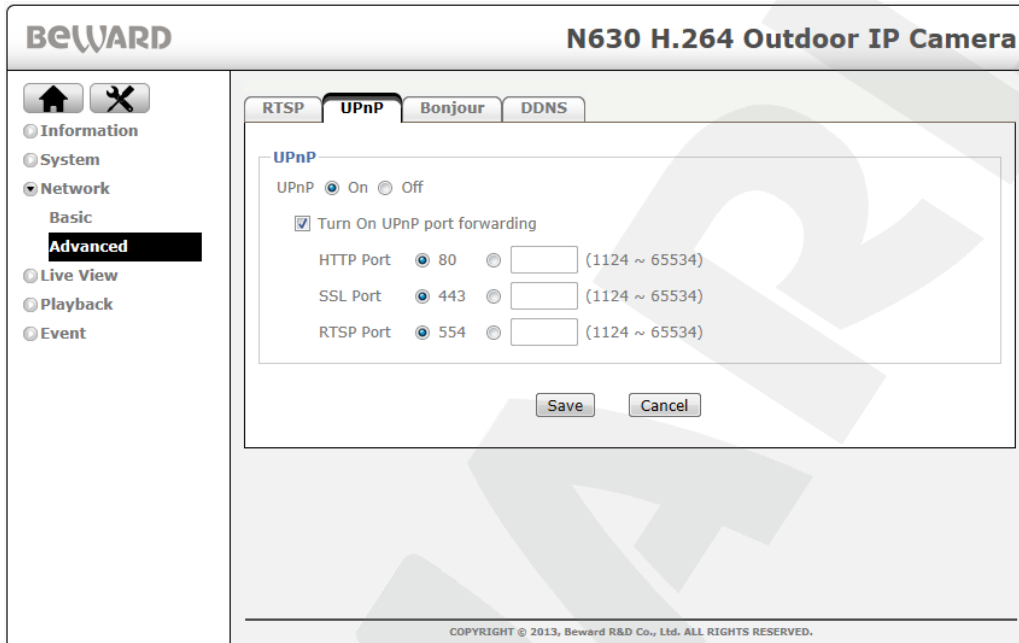 BEWARD
N630 H.264 Outdoor IP Camera
Information
System
Network
Basic
Advanced
Live View
Playback
Event
RTSP UPnP Bonjour DDNS
UPnP
UPnP On Off
Turn On UPnP port forwarding
HTTP Port 80 (1124 ~ 65534)
SSL Port 443 (1124 ~ 65534)
RTSP Port 554 (1124 ~ 65534)
Save Cancel
COPYRIGHT © 2013, Beward R&D Co., Ltd. ALL RIGHTS RESERVED.